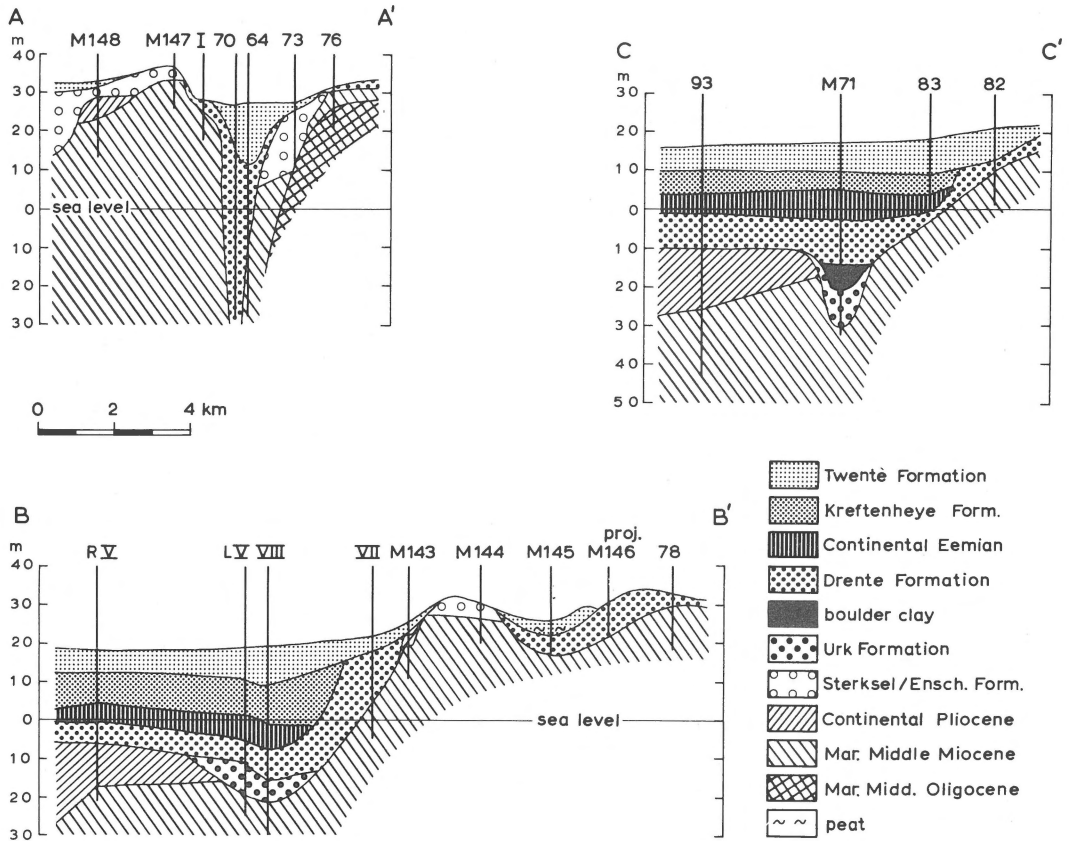 A A'
m M148 M147 I 70 64 73 76
40
30
20
10
sea level
0
10
20
30
C C'
m 93 M71 83 82
30
20
10
0
10
20
30
40
50
0 2 4 km
B B'
m R V L V VIII VII M143 M144 M145 proj. M146 78
40
30
20
10
0
sea level
10
20
30
Twentè Formation
Kreftenheye Form.
Continental Eemian
Drente Formation
boulder clay
Urk Formation
Sterksel/Ensch. Form.
Continental Pliocene
Mar. Middle Miocene
Mar. Midd. Oligocene
peat